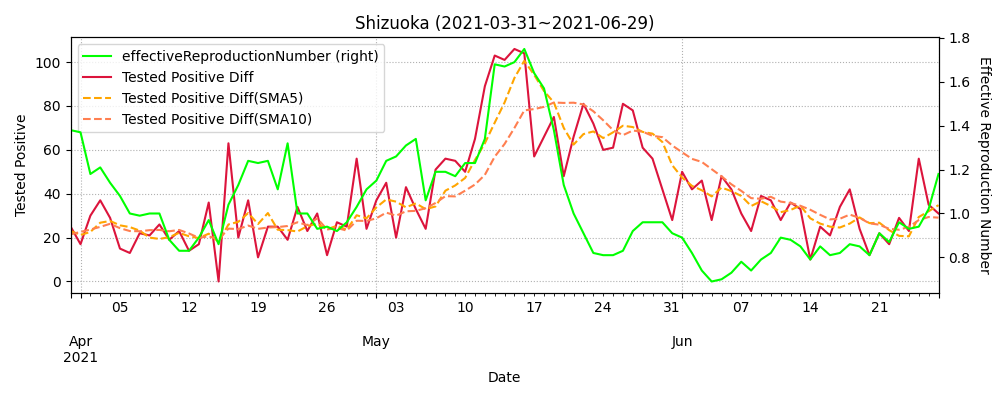 Shizuoka (2021-03-31~2021-06-29)
effectiveReproductionNumber (right)
Tested Positive Diff
Tested Positive Diff(SMA5)
Tested Positive Diff(SMA10)
Tested Positive
100
80
60
40
20
0
Effective Reproduction Number
1.8
1.6
1.4
1.2
1.0
0.8
05 12 19 26 03 10 17 24 31 07 14 21
Apr May Jun
2021
Date